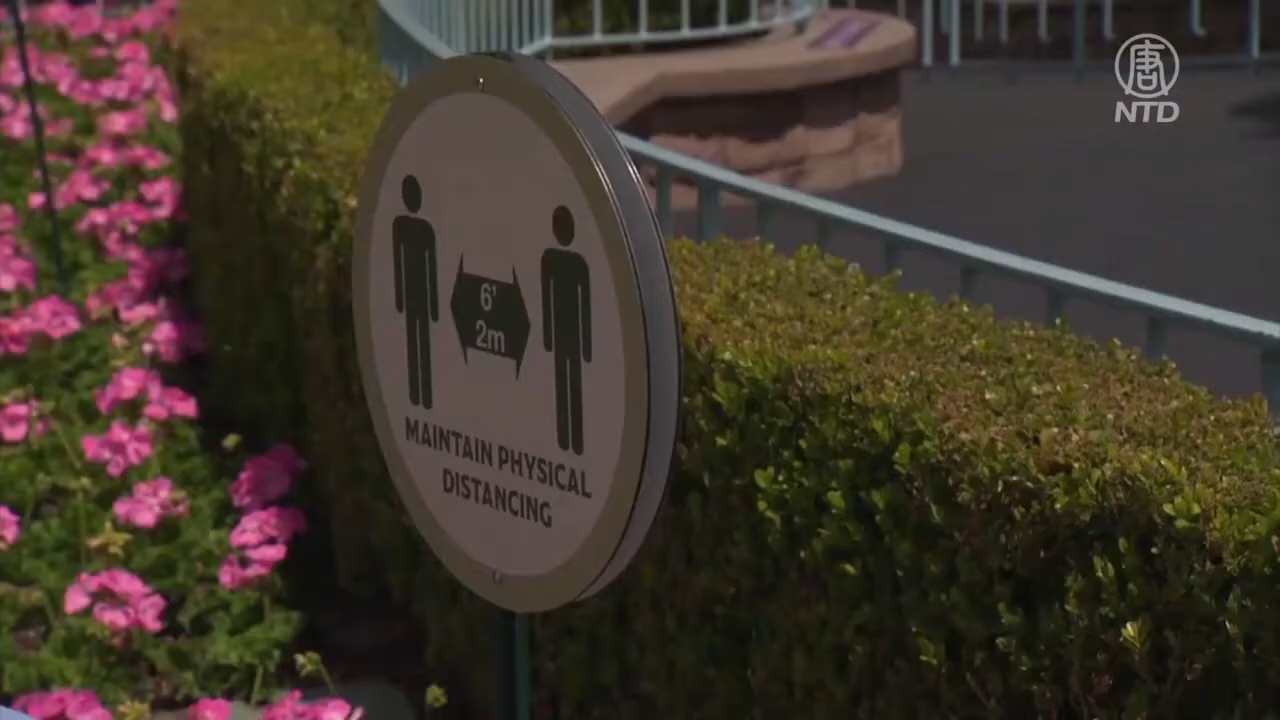 唐
NTD
6'
2m
MAINTAIN PHYSICAL
DISTANCING